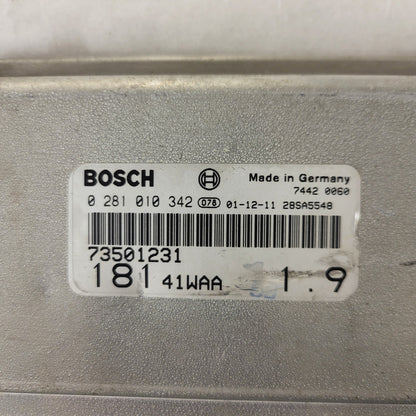 BOSCH Made in Germany
7442 0060
0 281 010 342 078 01-12-11 28SA5548
73501231
181 41WAA 1.9